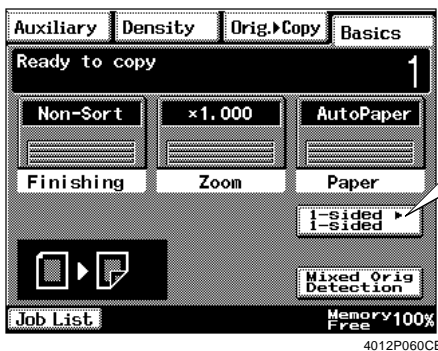 Auxiliary Density Orig.▸Copy Basics
Ready to copy 1
Non-Sort ×1.000 AutoPaper
Finishing Zoom Paper
1-sided ▸
1-sided
Mixed Orig
Detection
Job List Memory Free 100%
4012P060CE